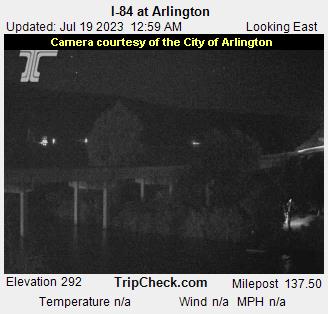 I-84 at Arlington
Updated: Jul 19 2023 12:59 AM Looking East
Camera courtesy of the City of Arlington
Elevation 292 TripCheck.com Milepost 137.50
Temperature n/a Wind n/a MPH n/a